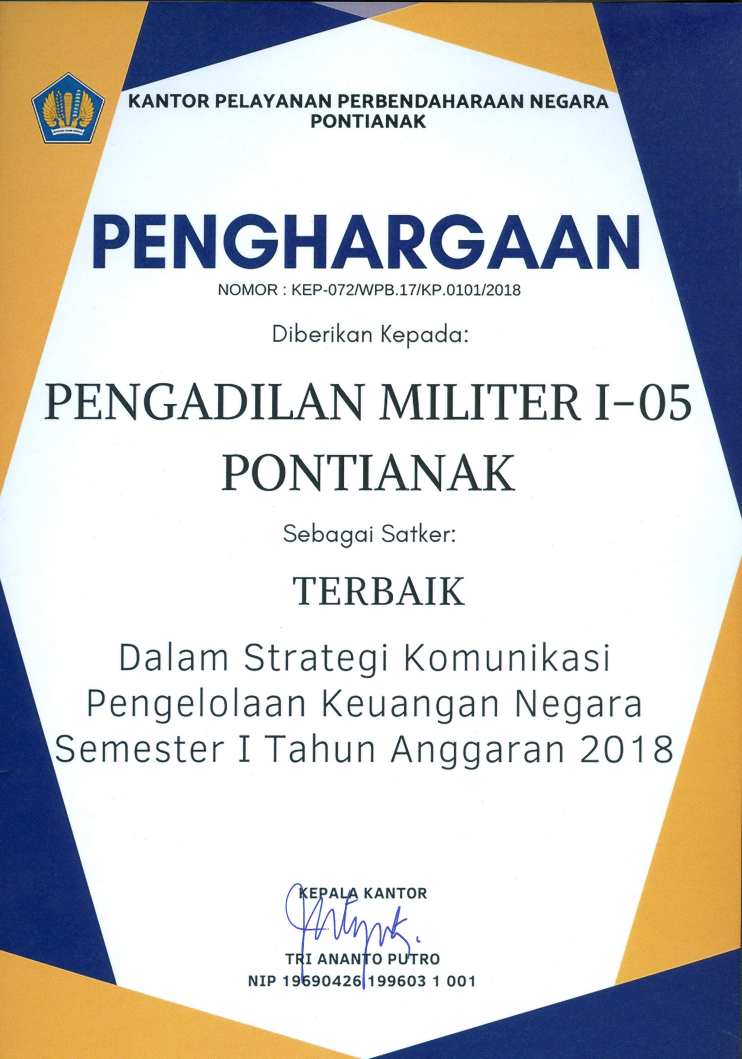 KANTOR PELAYANAN PERBENDAHARAAN NEGARA
PONTIANAK
PENGHARGAAN
NOMOR : KEP-072/WPB.17/KP.0101/2018
Diberikan Kepada:
PENGADILAN MILITER I-05
PONTIANAK
Sebagai Satker:
TERBAIK
Dalam Strategi Komunikasi
Pengelolaan Keuangan Negara
Semester I Tahun Anggaran 2018
KEPALA KANTOR
TRI ANANTO PUTRO
NIP 19690426 199603 1 001